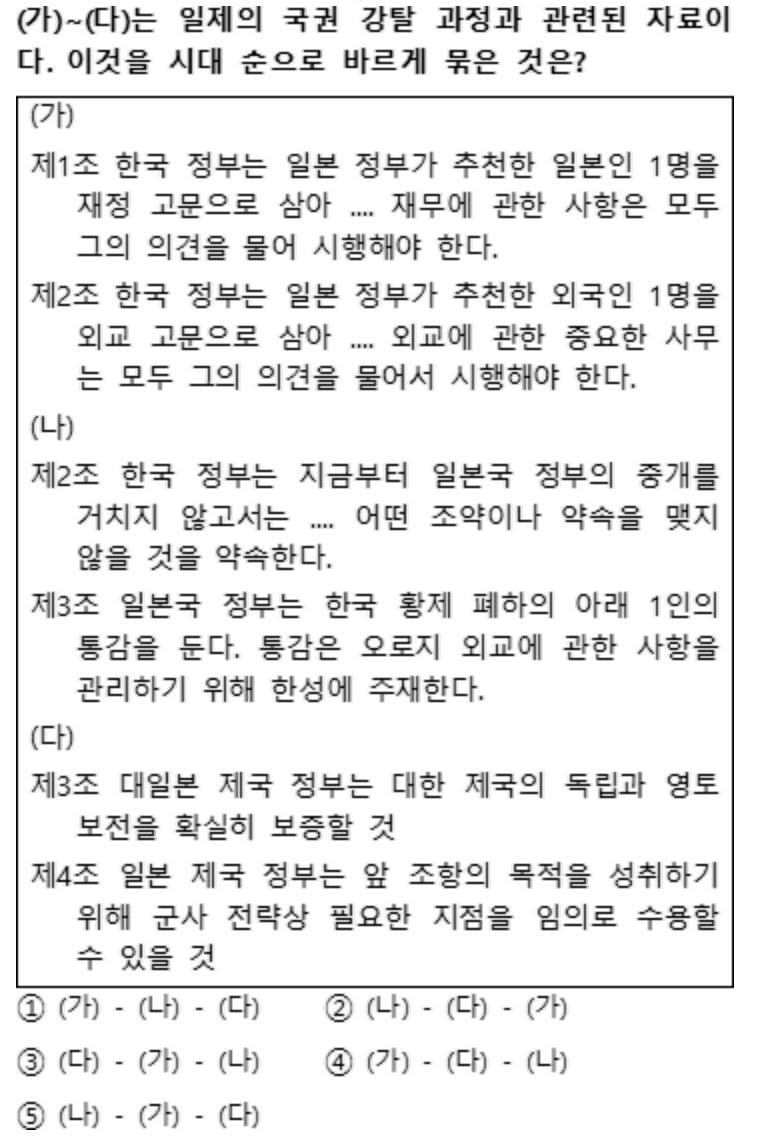 (가)~(다)는 일제의 국권 강탈 과정과 관련된 자료이
다. 이것을 시대 순으로 바르게 묶은 것은?
(가)
제1조 한국 정부는 일본 정부가 추천한 일본인 1명을
재정 고문으로 삼아 .... 재무에 관한 사항은 모두
그의 의견을 물어 시행해야 한다.
제2조 한국 정부는 일본 정부가 추천한 외국인 1명을
외교 고문으로 삼아 .... 외교에 관한 중요한 사무
는 모두 그의 의견을 물어서 시행해야 한다.
(나)
제2조 한국 정부는 지금부터 일본국 정부의 중개를
거치지 않고서는 .... 어떤 조약이나 약속을 맺지
않을 것을 약속한다.
제3조 일본국 정부는 한국 황제 폐하의 아래 1인의
통감을 둔다. 통감은 오로지 외교에 관한 사항을
관리하기 위해 한성에 주재한다.
(다)
제3조 대일본 제국 정부는 대한 제국의 독립과 영토
보전을 확실히 보증할 것
제4조 일본 제국 정부는 앞 조항의 목적을 성취하기
위해 군사 전략상 필요한 지점을 임의로 수용할
수 있을 것
① (가) - (나) - (다) ② (나) - (다) - (가)
③ (다) - (가) - (나) ④ (가) - (다) - (나)
⑤ (나) - (가) - (다)